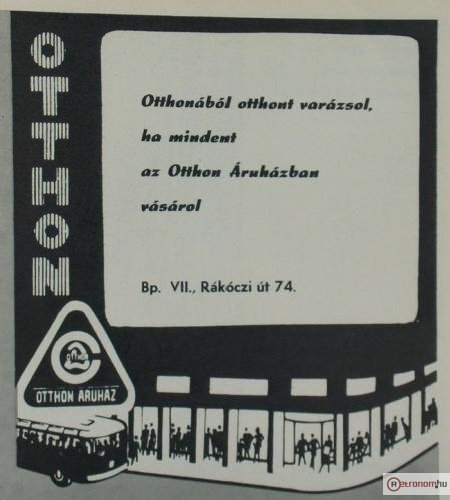 OTTHON
Otthonából otthont varázsol,
ha mindent
az Otthon Áruházban
vásárol
Bp. VII., Rákóczi út 74.
OTTHON
OTTHON ÁRUHÁZ
Retronom.hu